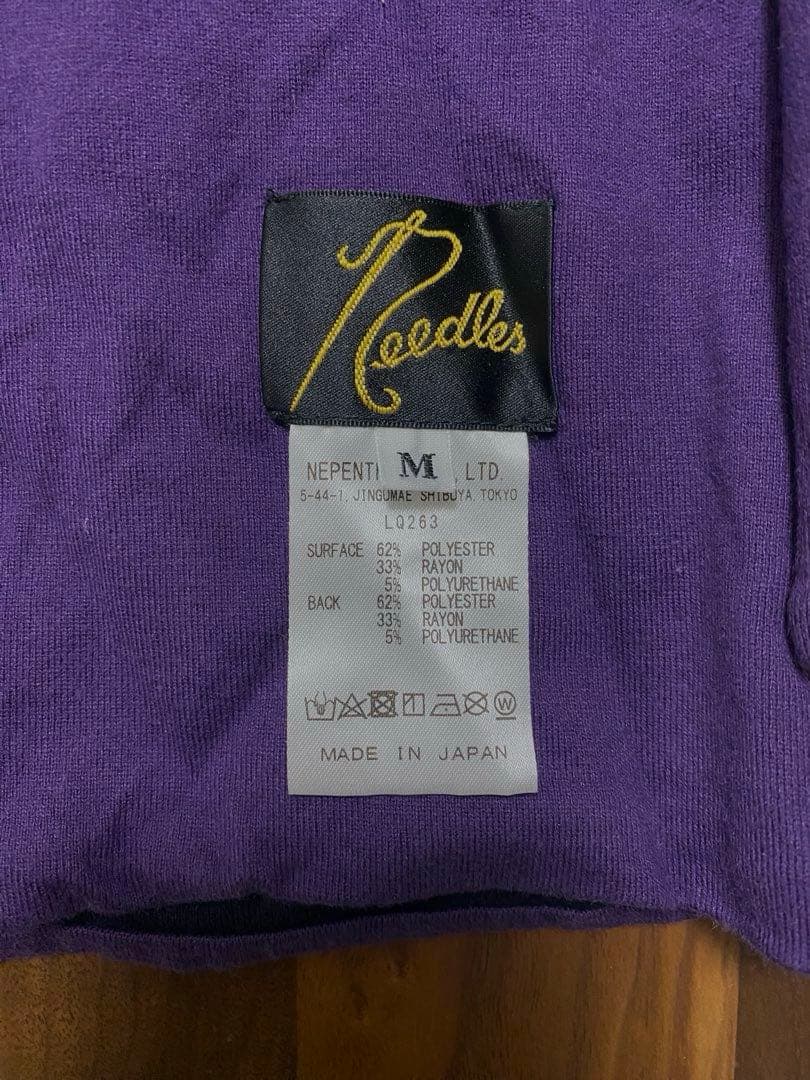 Needles
M
NEPENT , LTD.
5-44-1, JINGUMAE SHIBUYA, TOKYO
LQ263
SURFACE 62% POLYESTER
33% RAYON
5% POLYURETHANE
BACK 62% POLYESTER
33% RAYON
5% POLYURETHANE
W
MADE IN JAPAN